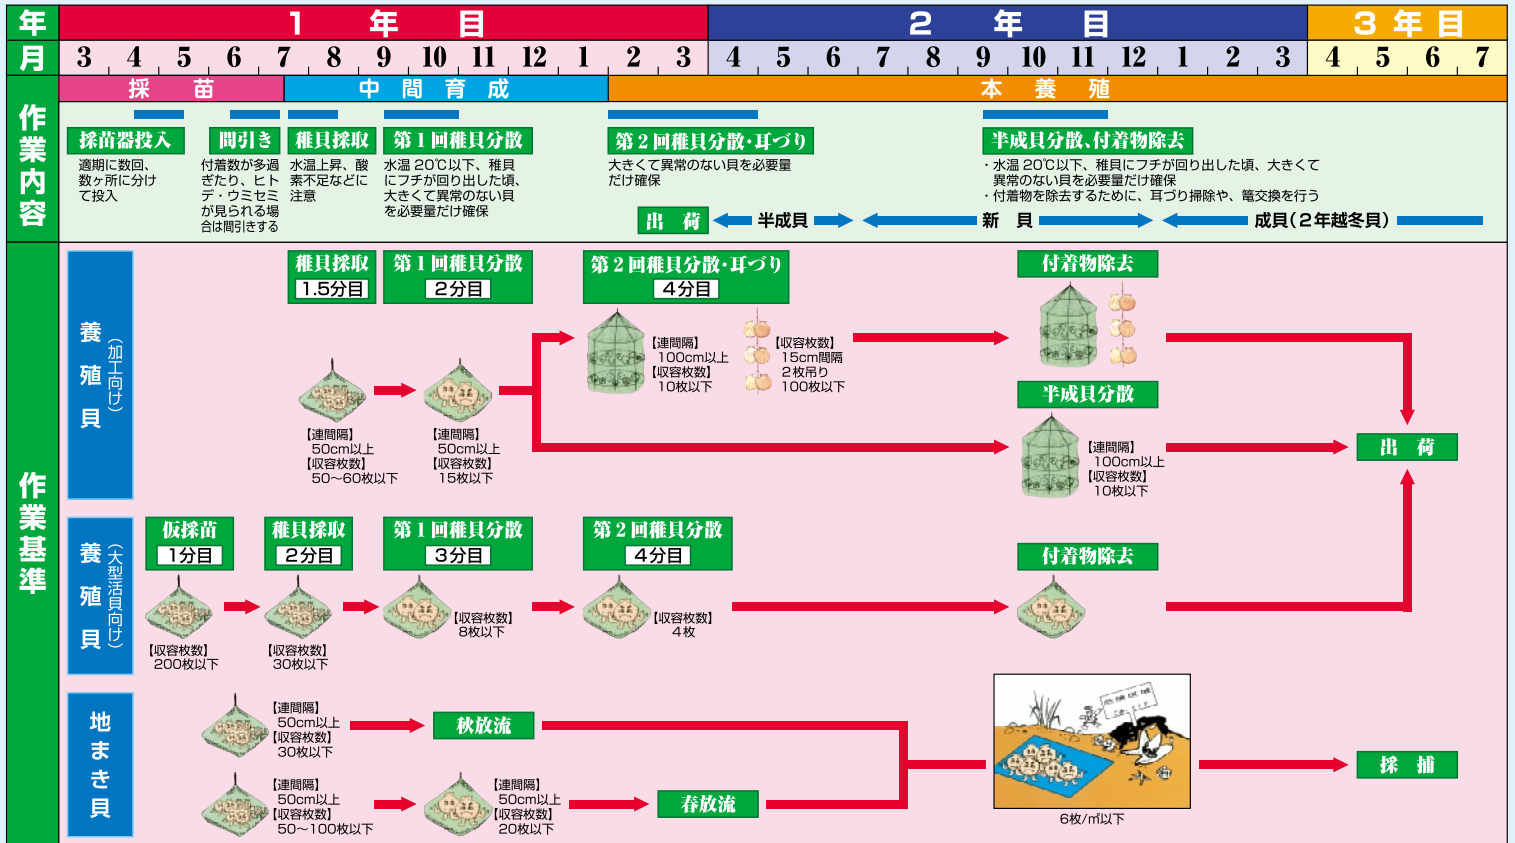 年
1年目
2年目
3年目
月
3 4 5 6 7 8 9 10 11 12 1 2 3 4 5 6 7 8 9 10 11 12 1 2 3 4 5 6 7
採苗
中間育成
本養殖
作業内容
採苗器投入
適期に数回、
数ヶ所に分け
て投入
間引き
付着数が多過
ぎたり、ヒト
デ・ウミセミ
が見られる場
合は間引きする
稚貝採取
水温上昇、酸
素不足などに
注意
第1回稚貝分散
水温20℃以下、稚貝
にフチが回り出した頃、
大きくて異常のない貝
を必要量だけ確保
第2回稚貝分散・耳づり
大きくて異常のない貝を必要量
だけ確保
半成貝分散、付着物除去
・水温20℃以下、稚貝にフチが回り出した頃、大きくて
異常のない貝を必要量だけ確保
・付着物を除去するために、耳づり掃除や、篭交換を行う
出荷
半成貝
新貝
成貝(2年越冬貝)
作業基準
養殖貝
(加工向け)
稚貝採取
1.5分目
第1回稚貝分散
2分目
第2回稚貝分散・耳づり
4分目
付着物除去
【連間隔】
100cm以上
【収容枚数】
10枚以下
【収容枚数】
15cm間隔
2枚吊り
100枚以下
【連間隔】
50cm以上
【収容枚数】
50〜60枚以下
【連間隔】
50cm以上
【収容枚数】
15枚以下
半成貝分散
【連間隔】
100cm以上
【収容枚数】
10枚以下
出荷
養殖貝
(大型活貝向け)
仮採苗
1分目
稚貝採取
2分目
第1回稚貝分散
3分目
第2回稚貝分散
4分目
付着物除去
【収容枚数】
200枚以下
【収容枚数】
30枚以下
【収容枚数】
8枚以下
【収容枚数】
4枚
地まき貝
【連間隔】
50cm以上
【収容枚数】
30枚以下
秋放流
【連間隔】
50cm以上
【収容枚数】
50〜100枚以下
【連間隔】
50cm以上
【収容枚数】
20枚以下
春放流
6枚/㎡以下
採捕